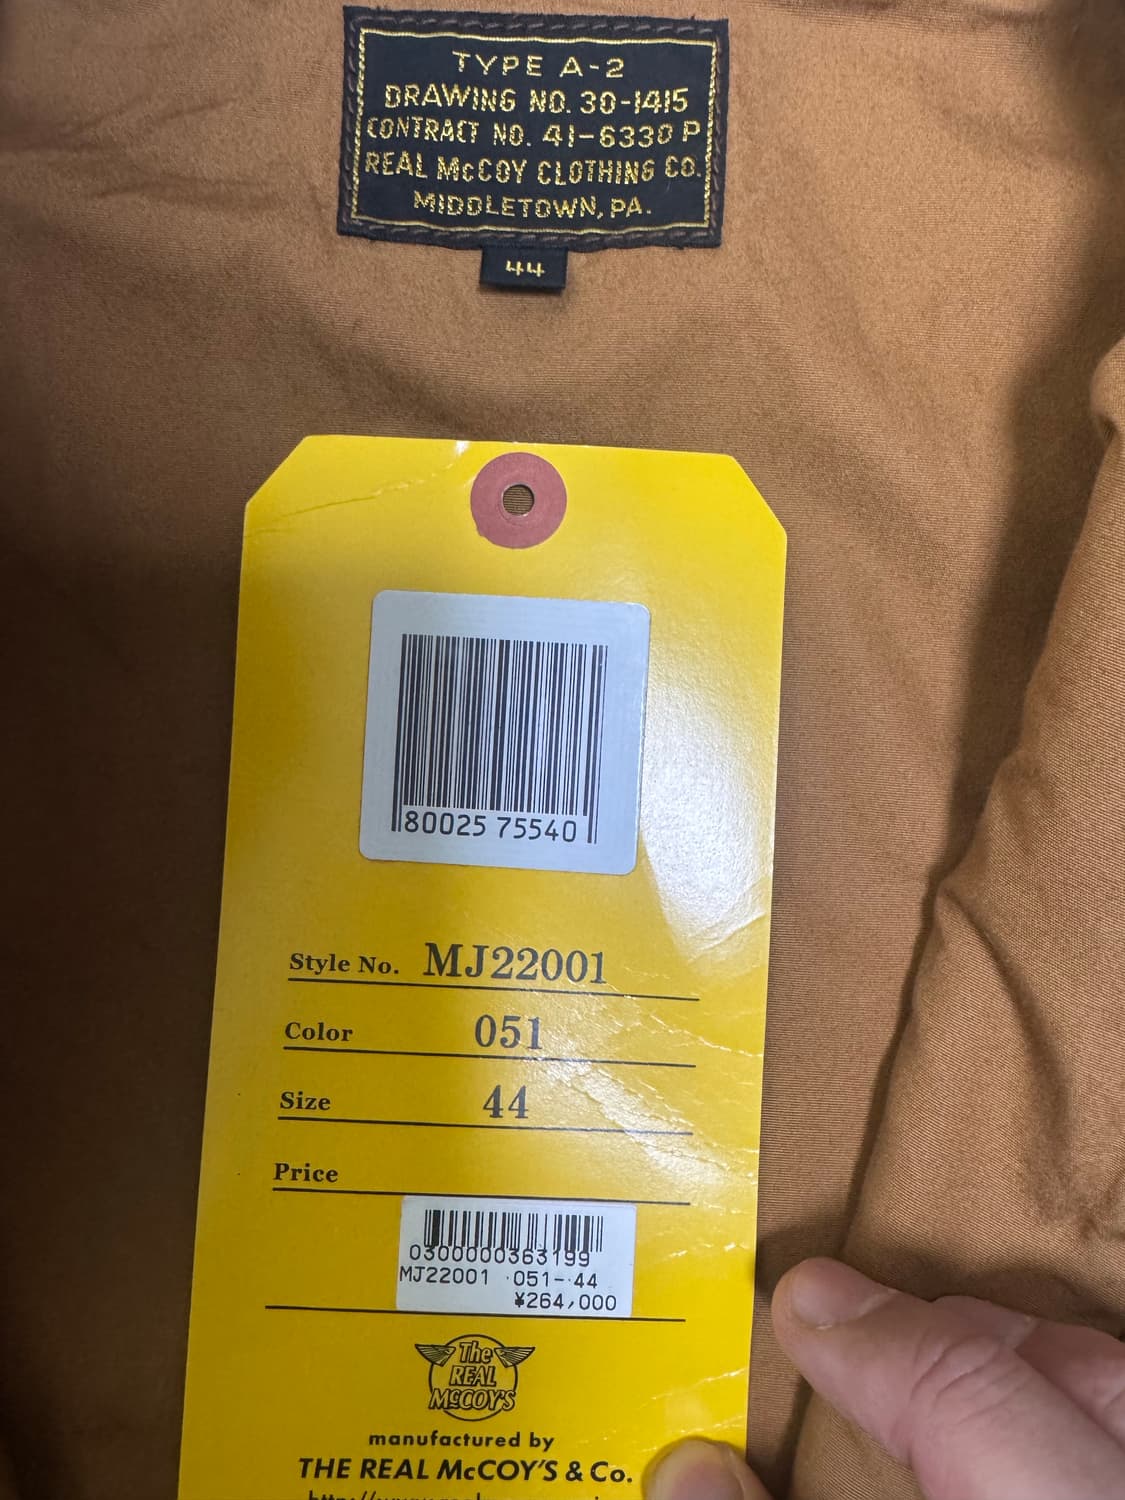 TYPE A-2
DRAWING NO. 30-1415
CONTRACT NO. 41-6330 P
REAL McCOY CLOTHING CO.
MIDDLETOWN, PA.
44
80025 75540
Style No. MJ22001
Color 051
Size 44
Price
0300000363199
MJ22001 051-44
¥264,000
The
REAL
McCOY'S
manufactured by
THE REAL McCOY'S & Co.